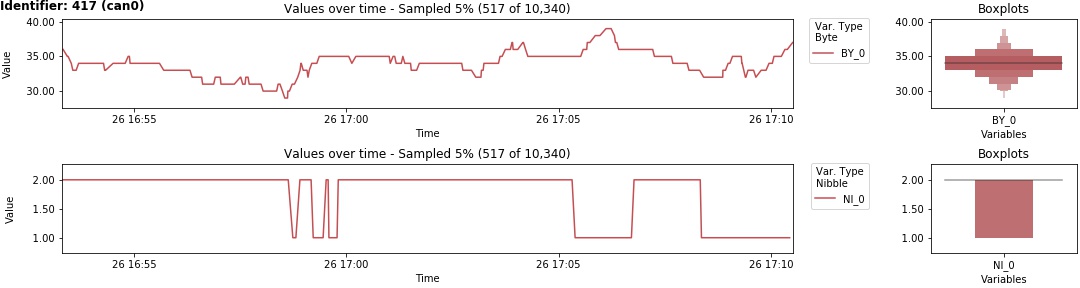 Identifier: 417 (can0)
Values over time - Sampled 5% (517 of 10,340)
Boxplots
40.00
35.00
30.00
Value
26 16:55
26 17:00
26 17:05
26 17:10
Time
Var. Type
Byte
BY_0
40.00
35.00
30.00
BY_0
Variables
Values over time - Sampled 5% (517 of 10,340)
Boxplots
2.00
1.50
1.00
Value
26 16:55
26 17:00
26 17:05
26 17:10
Time
Var. Type
Nibble
NI_0
2.00
1.50
1.00
NI_0
Variables